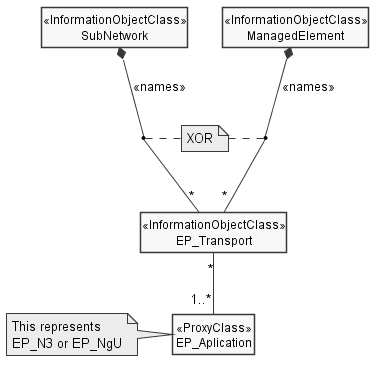 «InformationObjectClass»
SubNetwork
«InformationObjectClass»
ManagedElement
«names»
«names»
XOR
*
*
«InformationObjectClass»
EP_Transport
*
1..*
This represents
EP_N3 or EP_NgU
«ProxyClass»
EP_Aplication